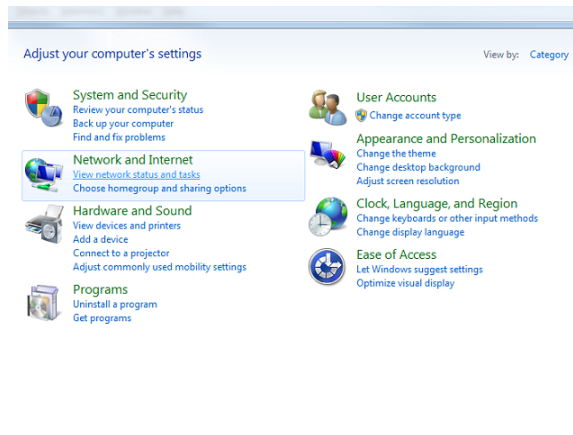 Adjust your computer's settings
View by: Category
System and Security
Review your computer's status
Back up your computer
Find and fix problems
Network and Internet
View network status and tasks
Choose homegroup and sharing options
Hardware and Sound
View devices and printers
Add a device
Connect to a projector
Adjust commonly used mobility settings
Programs
Uninstall a program
Get programs
User Accounts
Change account type
Appearance and Personalization
Change the theme
Change desktop background
Adjust screen resolution
Clock, Language, and Region
Change keyboards or other input methods
Change display language
Ease of Access
Let Windows suggest settings
Optimize visual display